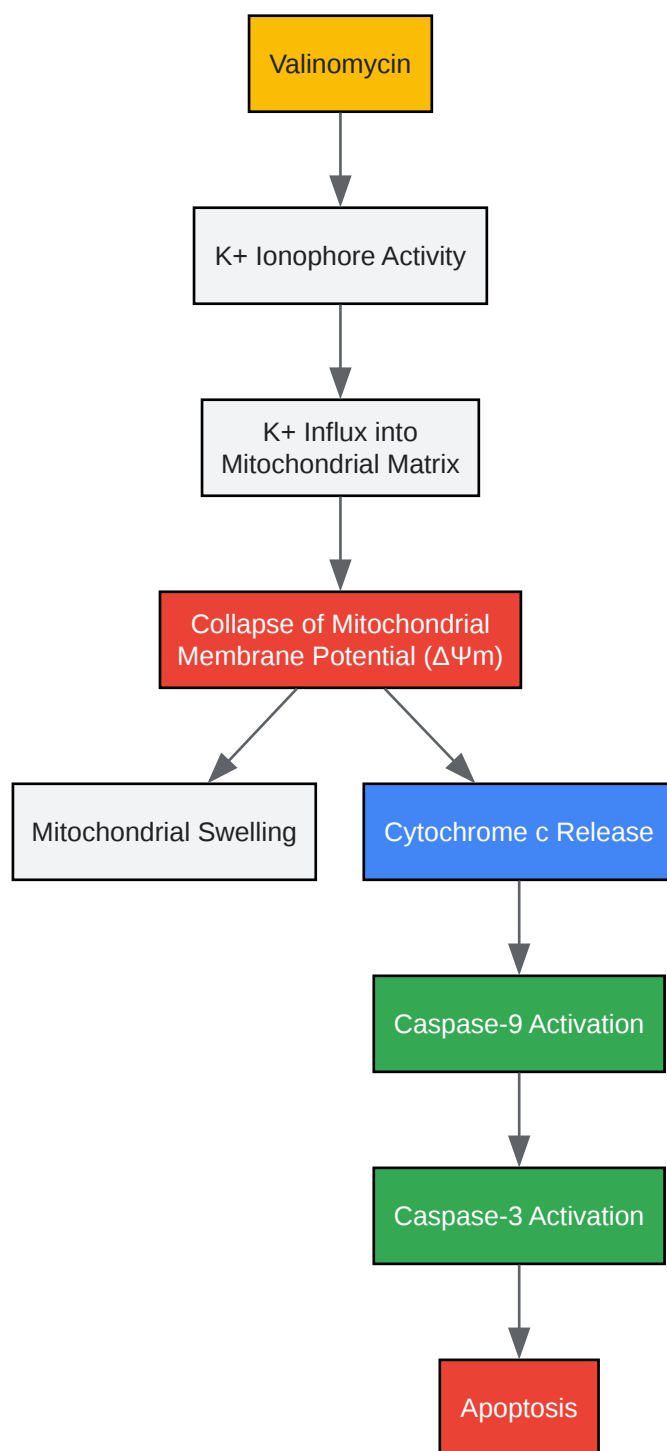 Valinomycin
K+ Ionophore Activity
K+ Influx into
Mitochondrial Matrix
Collapse of Mitochondrial
Membrane Potential (ΔΨm)
Mitochondrial Swelling
Cytochrome c Release
Caspase-9 Activation
Caspase-3 Activation
Apoptosis